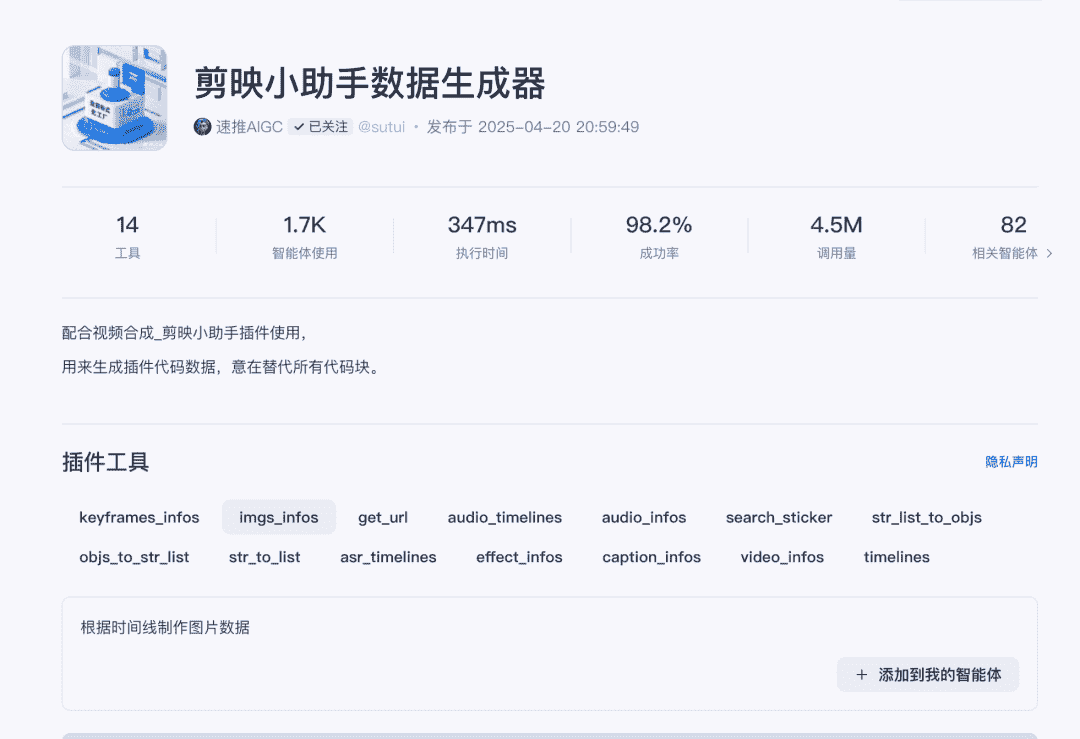 剪映小助手数据生成器
速推AIGC ✓ 已关注 @sutui · 发布于 2025-04-20 20:59:49
14 1.7K 347ms 98.2% 4.5M 82
工具 智能体使用 执行时间 成功率 调用量 相关智能体 >
配合视频合成_剪映小助手插件使用，
用来生成插件代码数据，意在替代所有代码块。
插件工具 隐私声明
keyframes_infos imgs_infos get_url audio_timelines audio_infos search_sticker str_list_to_objs
objs_to_str_list str_to_list asr_timelines effect_infos caption_infos video_infos timelines
根据时间线制作图片数据
+ 添加到我的智能体